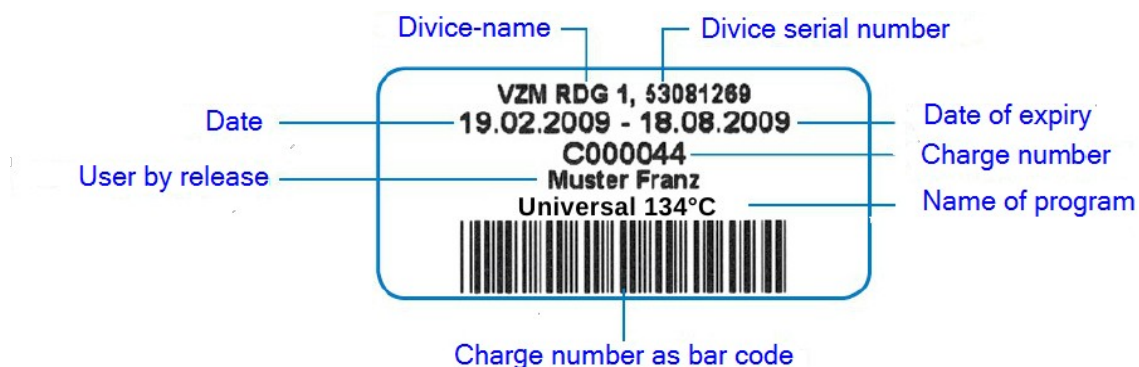 Divice-name
Divice serial number
VZM RDG 1, 53081269
Date
19.02.2009 - 18.08.2009
Date of expiry
C000044
Charge number
User by release
Muster Franz
Universal 134°C
Name of program
Charge number as bar code